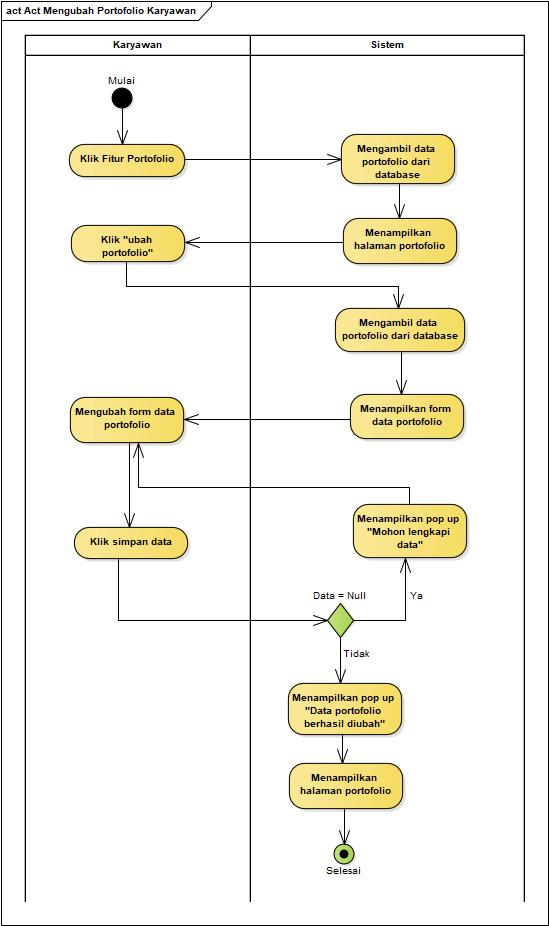 act Act Mengubah Portofolio Karyawan
Karyawan
Sistem
Mulai
Klik Fitur Portofolio
Mengambil data
portofolio dari
database
Menampilkan
halaman portofolio
Klik "ubah
portofolio"
Mengambil data
portofolio dari database
Menampilkan form
data portofolio
Mengubah form data
portofolio
Klik simpan data
Menampilkan pop up
"Mohon lengkapi
data"
Data = Null
Ya
Tidak
Menampilkan pop up
"Data portofolio
berhasil diubah"
Menampilkan
halaman portofolio
Selesai